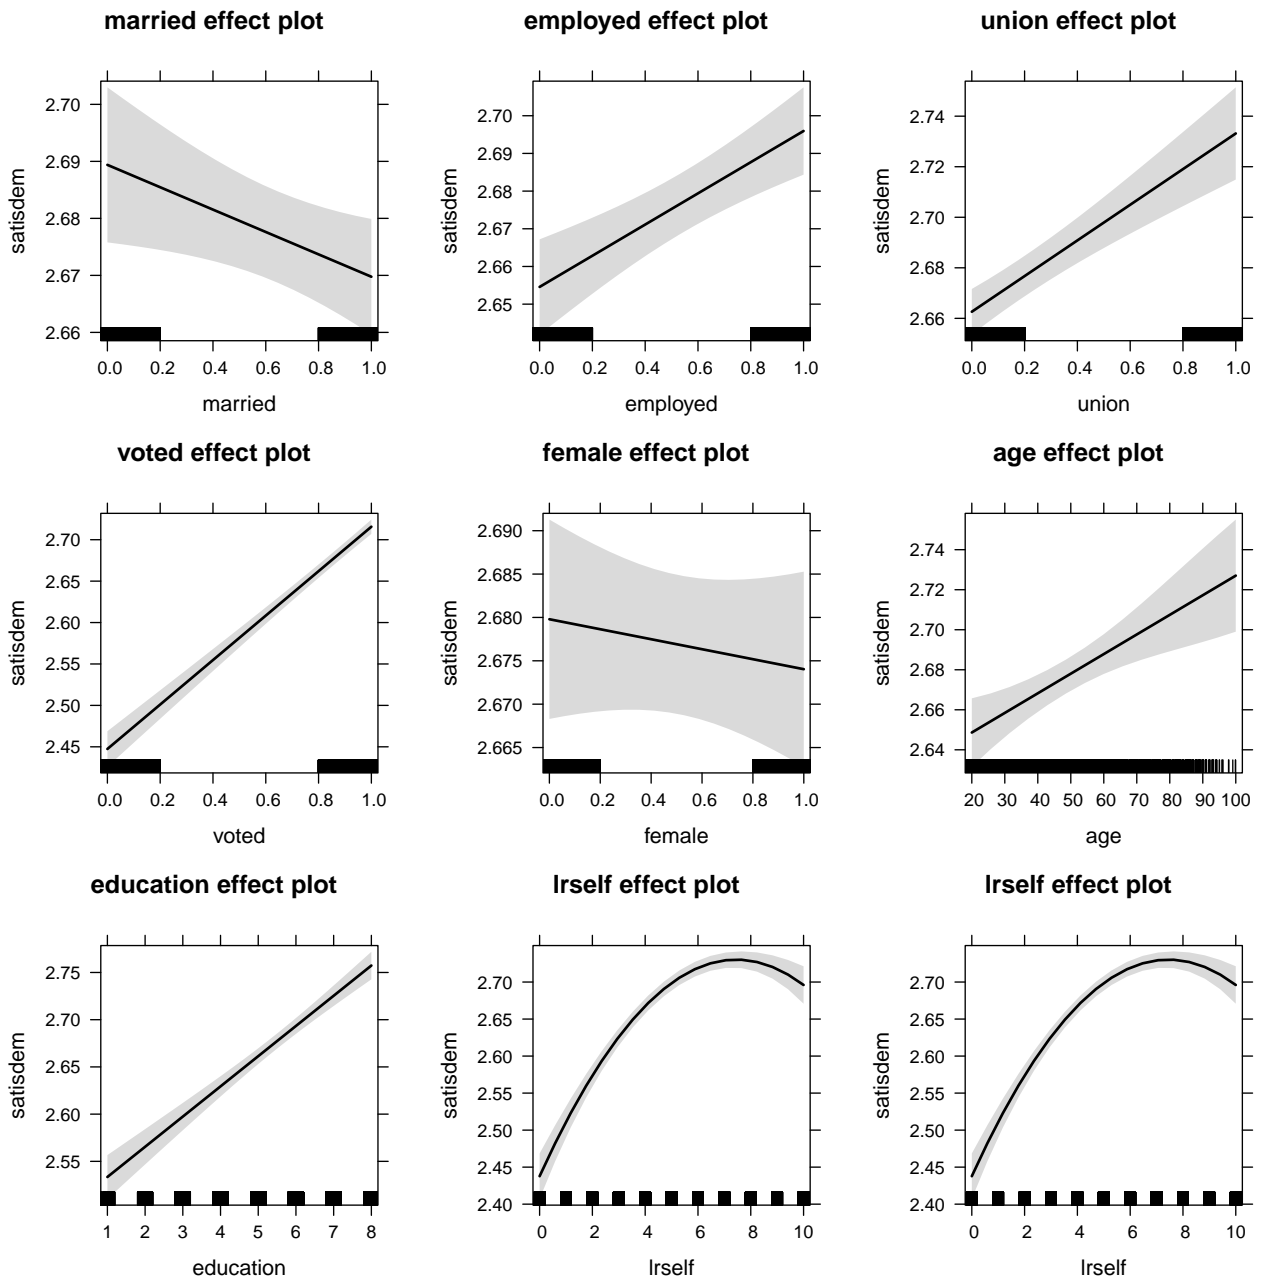 married effect plot
satisdem
2.70
2.69
2.68
2.67
2.66
0.0 0.2 0.4 0.6 0.8 1.0
married
employed effect plot
satisdem
2.70
2.69
2.68
2.67
2.66
2.65
0.0 0.2 0.4 0.6 0.8 1.0
employed
union effect plot
satisdem
2.74
2.72
2.70
2.68
2.66
0.0 0.2 0.4 0.6 0.8 1.0
union
voted effect plot
satisdem
2.70
2.65
2.60
2.55
2.50
2.45
0.0 0.2 0.4 0.6 0.8 1.0
voted
female effect plot
satisdem
2.690
2.685
2.680
2.675
2.670
2.665
0.0 0.2 0.4 0.6 0.8 1.0
female
age effect plot
satisdem
2.74
2.72
2.70
2.68
2.66
2.64
20 30 40 50 60 70 80 90 100
age
education effect plot
satisdem
2.75
2.70
2.65
2.60
2.55
1 2 3 4 5 6 7 8
education
lrself effect plot
satisdem
2.70
2.65
2.60
2.55
2.50
2.45
2.40
0 2 4 6 8 10
lrself
lrself effect plot
satisdem
2.70
2.65
2.60
2.55
2.50
2.45
2.40
0 2 4 6 8 10
lrself